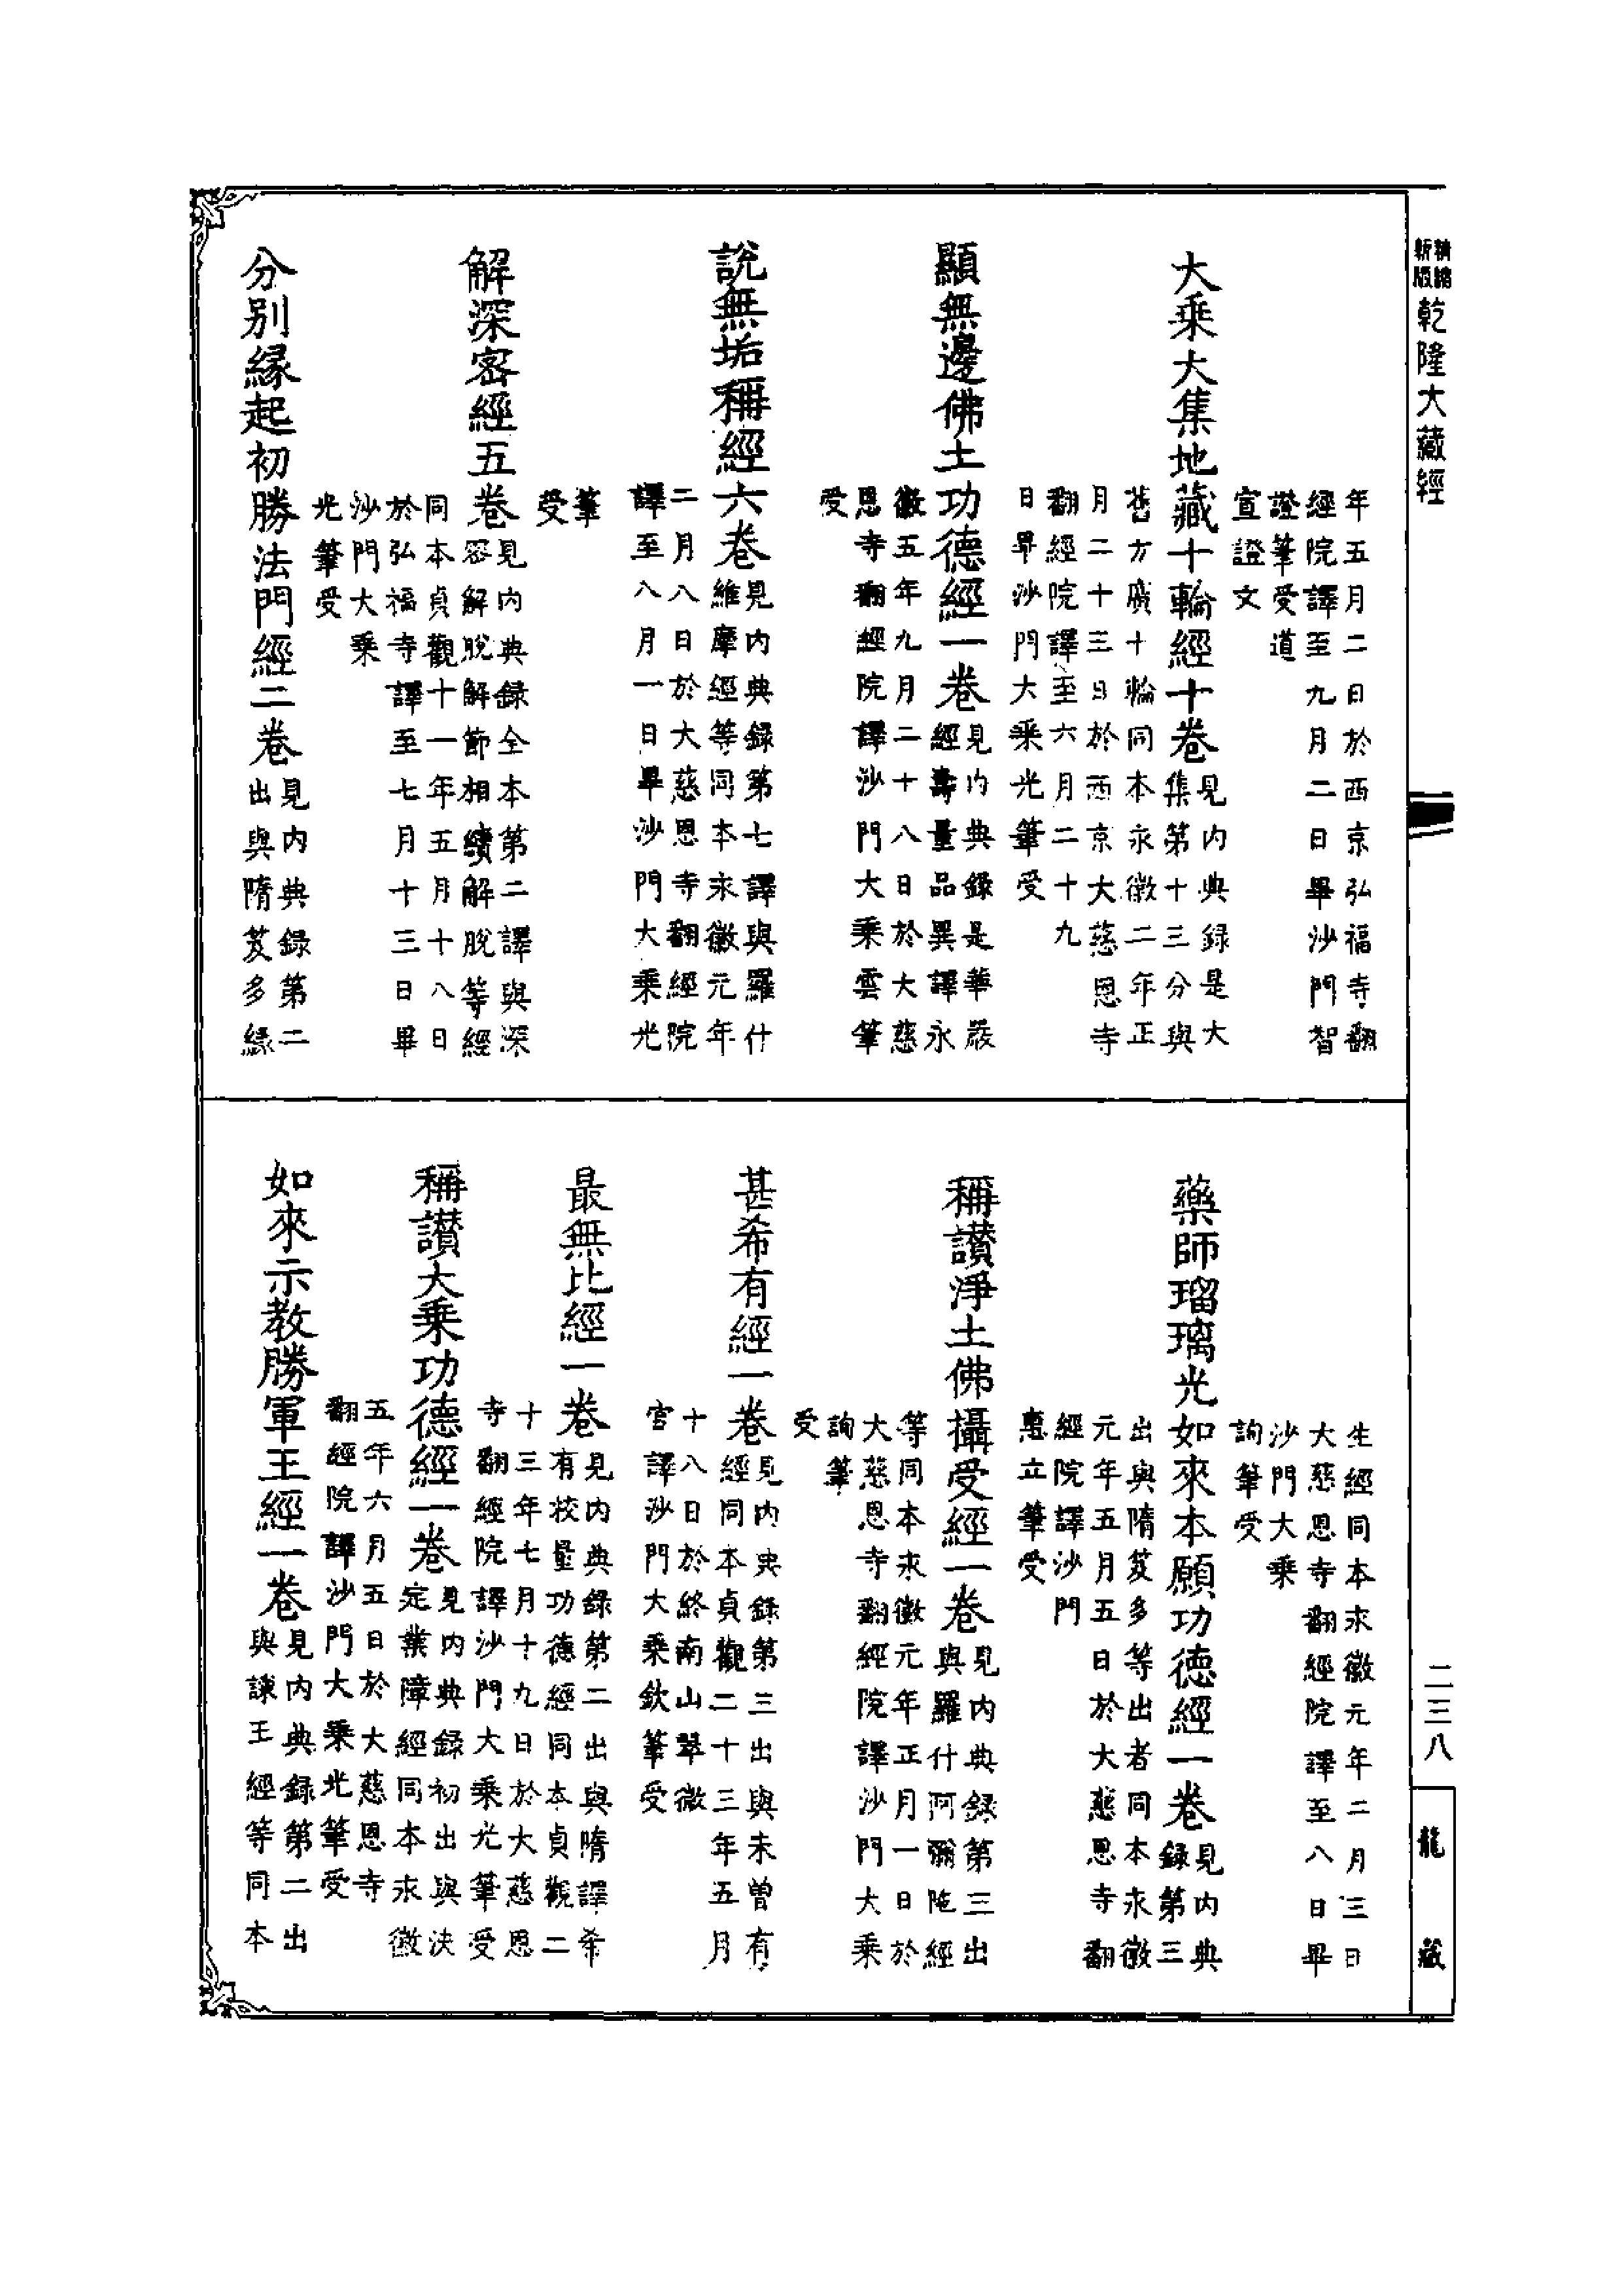 精縮
新版
乾隆大藏經
二三八
龍藏
年五月二日於西京弘福寺翻
經院譯至九月二日畢沙門智
證筆受道
宣證文
大乘大集地藏十輪經十卷
見內典録是大
集第十三分與
舊方廣十輪同本永徽二年正
月二十三日於西京大慈恩寺
翻經院譯至六月二十九
日畢沙門大乘光筆受
顯無邊佛土功德經一卷
見內典録是華嚴
經壽量品異譯永
徽五年九月二十八日於大慈
恩寺翻經院譯沙門大乘雲筆
受
說無垢稱經六卷
見內典録第七譯與羅什
維摩經等同本永徽元年
二月八日於大慈恩寺翻經院
譯至八月一日畢沙門大乘光
筆
受
解深密經五卷
見內典録全本第二譯與深
密解脫解節相續解脫等經
同本貞觀十一年五月十八日
於弘福寺譯至七月十三日畢
沙門大乘
光筆受
分別緣起初勝法門經二卷
見內典録第二
出與隋笈多緣
生經同本永徽元年二月三日
大慈恩寺翻經院譯至八日畢
沙門大乘
詢筆受
藥師瑠璃光如來本願功德經一卷
見內典
録第三
出與隋笈多等出者同本永徽
元年五月五日於大慈恩寺翻
經院譯沙門
惠立筆受
稱讃淨土佛攝受經一卷
見內典録第三出
與羅什阿彌陀經
等同本永徽元年正月一日於
大慈恩寺翻經院譯沙門大乘
詢筆
受
甚希有經一卷
見內典録第三出與未曽有
經同本貞觀二十三年五月
十八日於終南山翠微
宮譯沙門大乘欽筆受
最無比經一卷
見內典録第二出與隋譯希
有校量功德經同本貞觀二
十三年七月十九日於大慈恩
寺翻經院譯沙門大乘光筆受
稱讃大乘功德經一卷
見內典録初出與決
定業障經同本永徽
五年六月五日於大慈恩寺
翻經院譯沙門大乘光筆受
如來示教勝軍王經一卷
見內典録第二出
與諫王經等同本